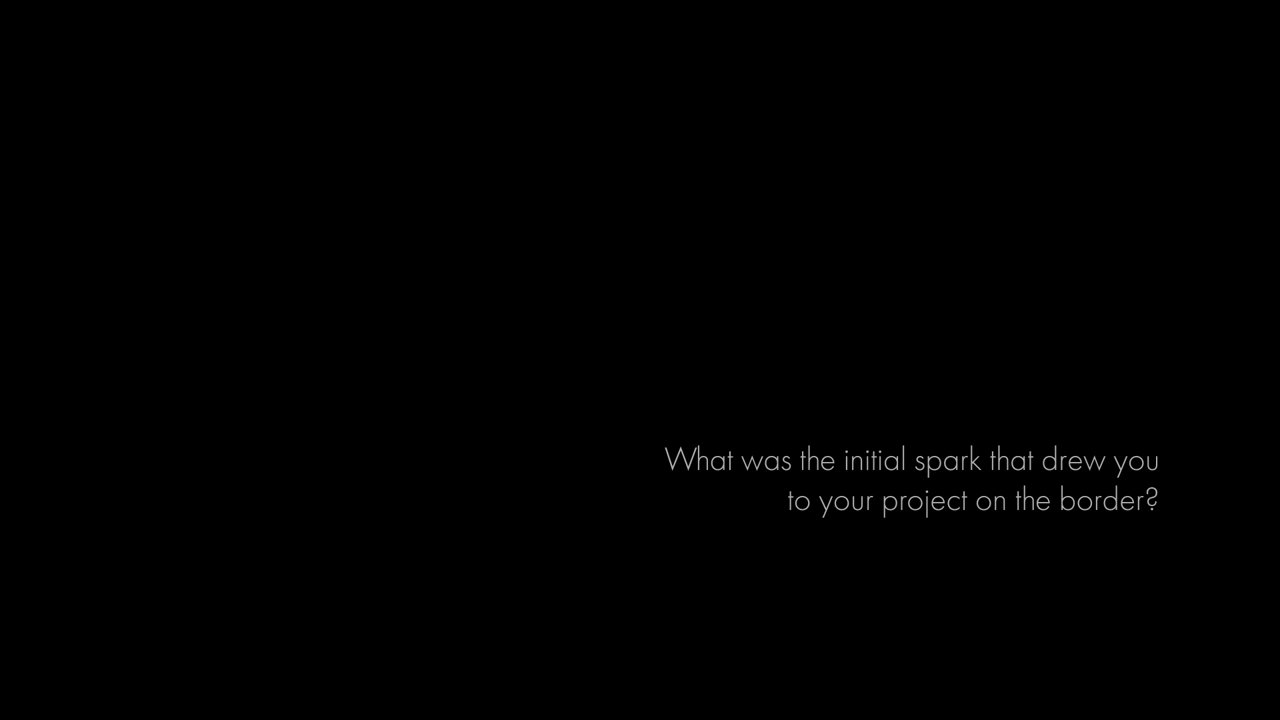 What was the initial spark that drew you
to your project on the border?